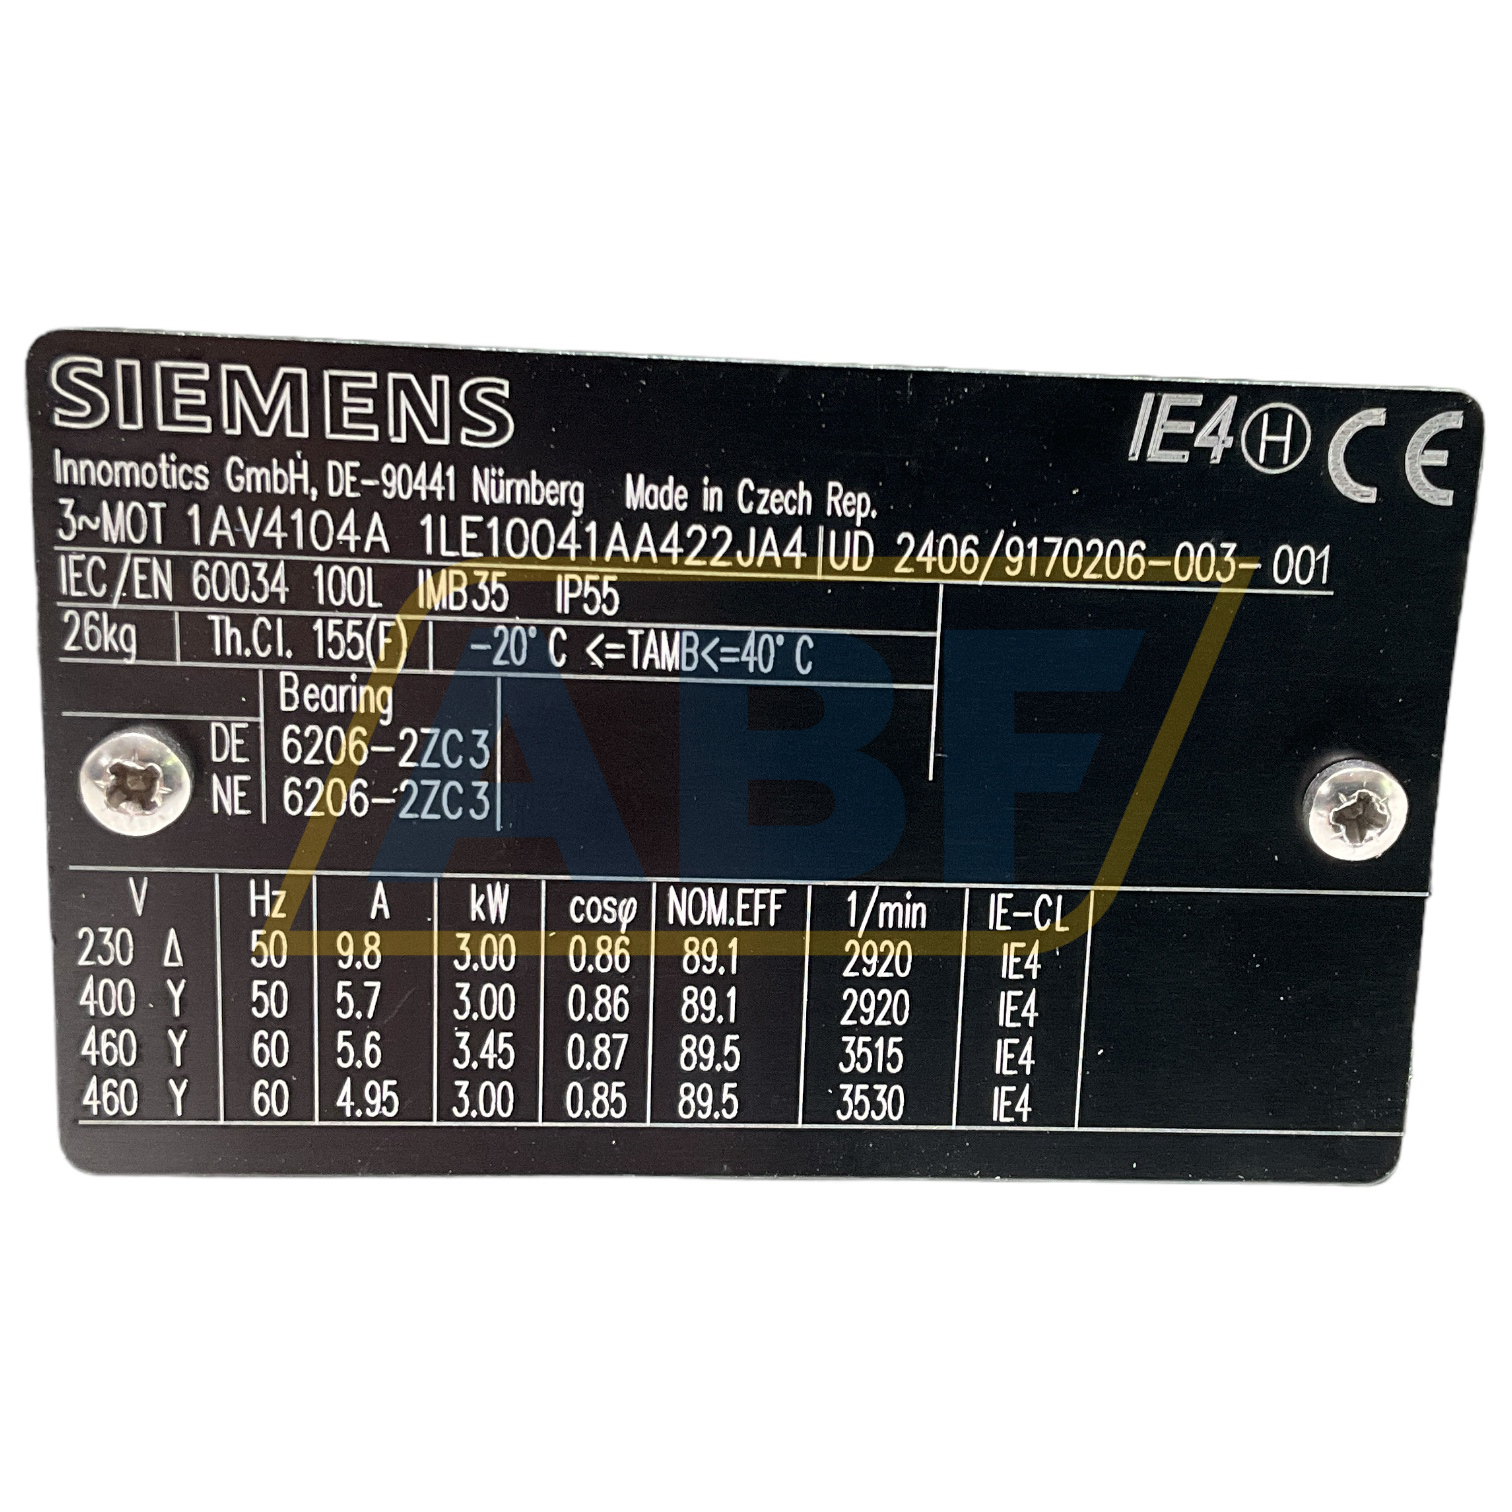 SIEMENS
IE4 H CE
Innomotics GmbH, DE-90441 Nürnberg Made in Czech Rep.
3~MOT 1AV4104A 1LE10041AA422JA4 UD 2406/9170206-003-001
IEC/EN 60034 100L IMB35 IP55
26kg Th.Cl. 155(F) -20° C <=TAMB<=40° C
Bearing
DE 6206-2ZC3
NE 6206-2ZC3
ABF
V Hz A kW cosφ NOM.EFF 1/min IE-CL
230 Δ 50 9.8 3.00 0.86 89.1 2920 IE4
400 Y 50 5.7 3.00 0.86 89.1 2920 IE4
460 Y 60 5.6 3.45 0.87 89.5 3515 IE4
460 Y 60 4.95 3.00 0.85 89.5 3530 IE4